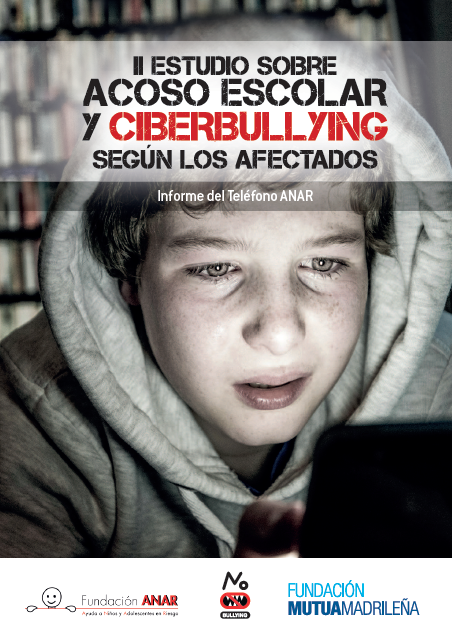 II ESTUDIO SOBRE
ACOSO ESCOLAR
Y CIBERBULLYING
SEGÚN LOS AFECTADOS
Informe del Teléfono ANAR
Fundación ANAR
Ayuda a Niños y Adolescentes en Riesgo
No
BULLYING
FUNDACIÓN
MUTUAMADRILEÑA